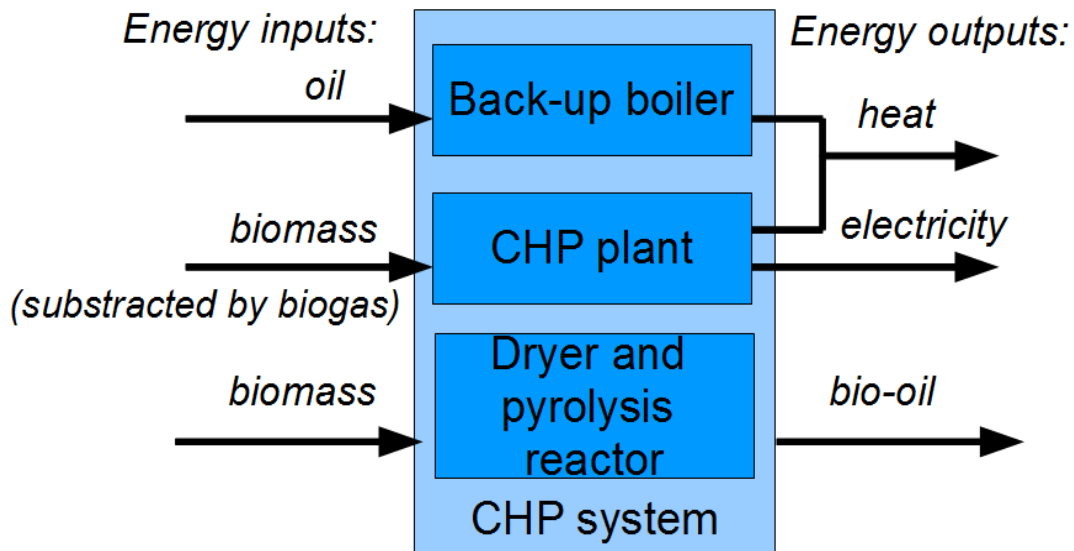 Energy inputs:
Energy outputs:
oil
Back-up boiler
heat
biomass
CHP plant
electricity
(substracted by biogas)
biomass
Dryer and
pyrolysis
reactor
bio-oil
CHP system